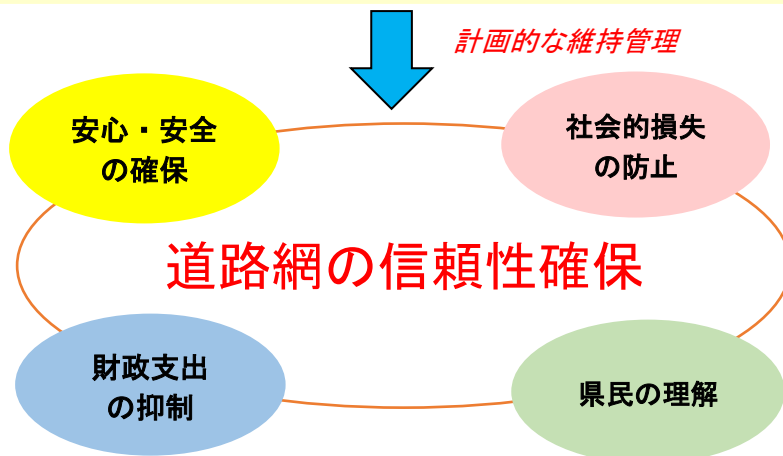 計画的な維持管理
安心・安全
の確保
社会的損失
の防止
道路網の信頼性確保
財政支出
の抑制
県民の理解